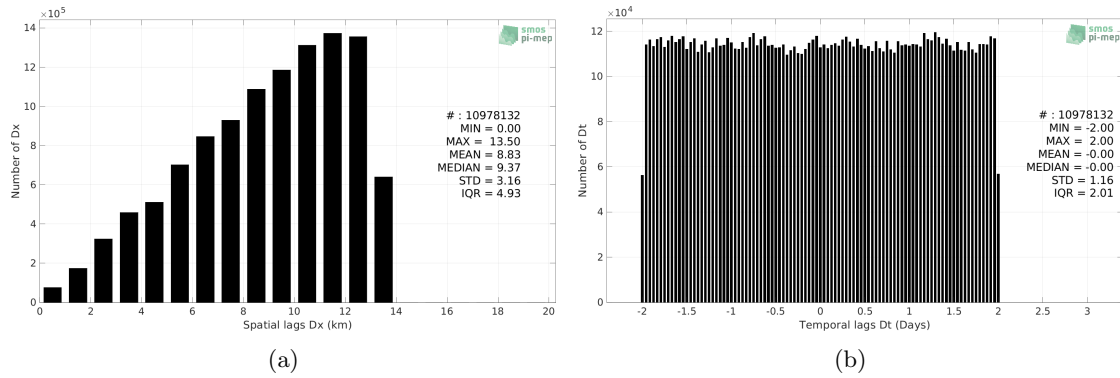 ×10⁵
14
12
10
8
6
4
2
0
Number of Dx
0 2 4 6 8 10 12 14 16 18 20
Spatial lags Dx (km)
smos
pi-mep
# : 10978132
MIN = 0.00
MAX = 13.50
MEAN = 8.83
MEDIAN = 9.37
STD = 3.16
IQR = 4.93
(a)
×10⁴
12
10
8
6
4
2
0
Number of Dt
-2 -1.5 -1 -0.5 0 0.5 1 1.5 2 2.5 3
Temporal lags Dt (Days)
smos
pi-mep
# : 10978132
MIN = -2.00
MAX = 2.00
MEAN = -0.00
MEDIAN = -0.00
STD = 1.16
IQR = 2.01
(b)